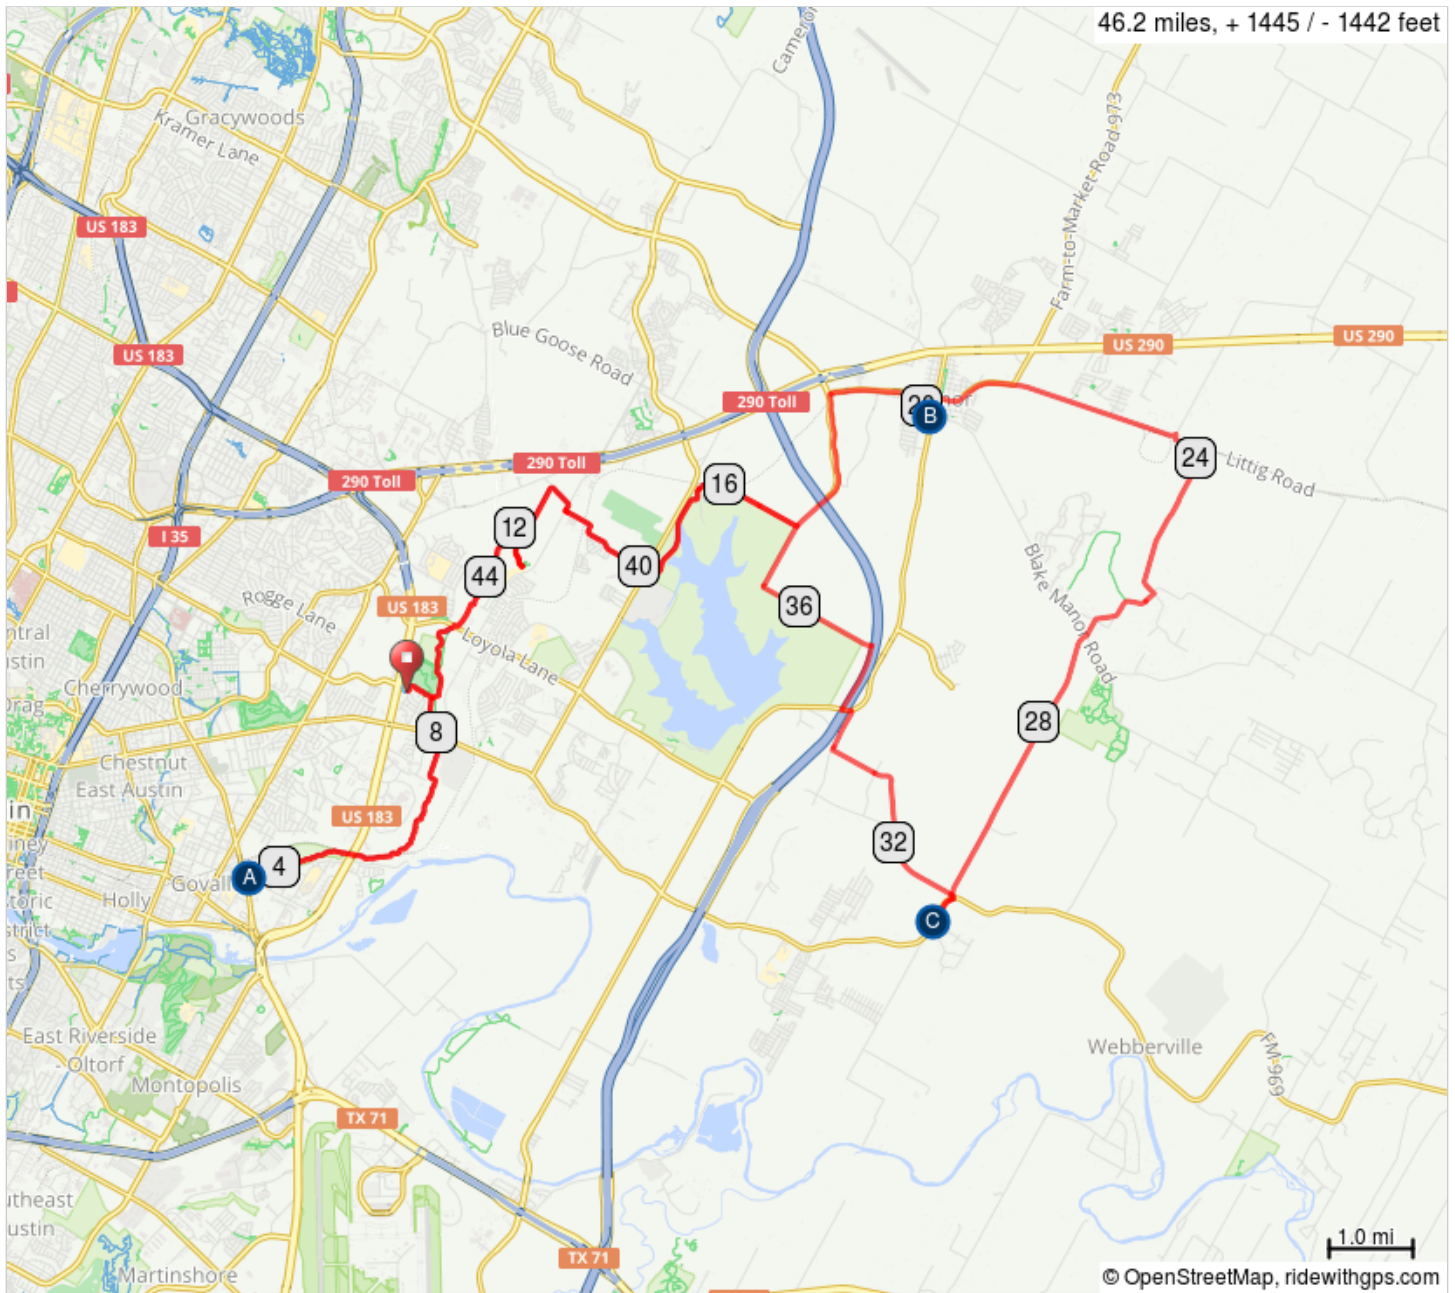 46.2 miles, + 1445 / - 1442 feet
Gracywoods
Kramer Lane
US 183
Farm-to-Market Road 973
Blue Goose Road
US 183
US 290
US 290
290 Toll
20
B
24
Littig Road
290 Toll
290 Toll
16
12
I 35
40
44
Blake Manor Road
US 183
Rogge Lane
36
Loyola Lane
Cherrywood
28
8
Chestnut
East Austin
US 183
32
4
A
Holly
C
East Riverside
- Oltorf
Webberville
FM 969
Montopolis
TX 71
1.0 mi
TX 71
Martinshore
© OpenStreetMap, ridewithgps.com